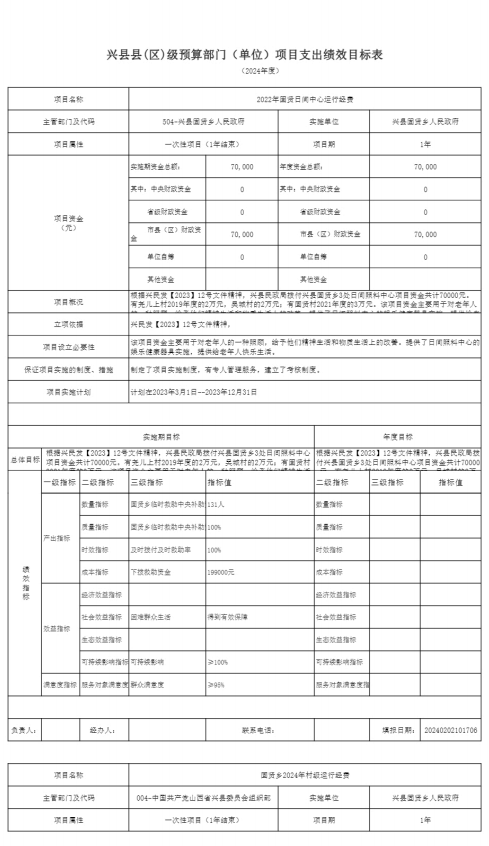 兴县县(区)级预算部门（单位）项目支出绩效目标表
（2024年度）
项目名称 2022年固贤日间中心运行经费
主管部门及代码 504-兴县固贤乡人民政府 实施单位 兴县固贤乡人民政府
项目属性 一次性项目（1年结束） 项目期 1年
项目资金（元） 实施期资金总额： 70,000 年度资金总额： 70,000
其中：中央财政资金 0 其中：中央财政资金 0
省级财政资金 0 省级财政资金 0
市县（区）财政资金 70,000 市县（区）财政资金 70,000
单位自筹 0 单位自筹 0
其他资金 其他资金
项目概况 根据兴民发【2023】12号文件精神，兴县民政局拨付兴县固贤乡3处日间照料中心项目资金共计70000元。
有尧儿上村2019年度的2万元，吴城村的2万元；有固贤村2021年度的3万元。该项目资金主要用于对老年人
立项依据 兴民发【2023】12号文件精神，
项目设立必要性 该项目资金主要用于对老年人的一种照顾，给予他们精神生活和物质生活上的改善。提供了日间照料中心的
娱乐健康器具实施，提供给老年人快乐生活。
保证项目实施的制度、措施 制定了项目实施制度，有专人管理服务，建立了考核制度。
项目实施计划 计划在2023年3月1日--2023年12月31日
实施期目标 年度目标
总体目标 根据兴民发【2023】12号文件精神，兴县民政局拨付兴县固贤乡3处日间照料中心
项目资金共计70000元。有尧儿上村2019年度的2万元，吴城村的2万元；有固贤村
根据兴民发【2023】12号文件精神，兴县民政局拨
付兴县固贤乡3处日间照料中心项目资金共计70000
绩效指标 一级指标 二级指标 三级指标 指标值 二级指标 三级指标 指标值
产出指标 数量指标 固贤乡临时救助中央补助 131人 数量指标
质量指标 固贤乡临时救助中央补助 100% 质量指标
时效指标 及时拨付及时救助率 100% 时效指标
成本指标 下拨救助资金 199000元 成本指标
效益指标 经济效益指标 经济效益指标
社会效益指标 困难群众生活 得到有效保障 社会效益指标
生态效益指标 生态效益指标
可持续影响指标 可持续影响 ≥100% 可持续影响指标
满意度指标 服务对象满意度 群众满意度 ≥95% 服务对象满意度指
负责人： 经办人： 联系电话： 填报日期： 20240202101706
项目名称 固贤乡2024年村级运行经费
主管部门及代码 004-中国共产党山西省兴县委员会组织部 实施单位 兴县固贤乡人民政府
项目属性 一次性项目（1年结束） 项目期 1年